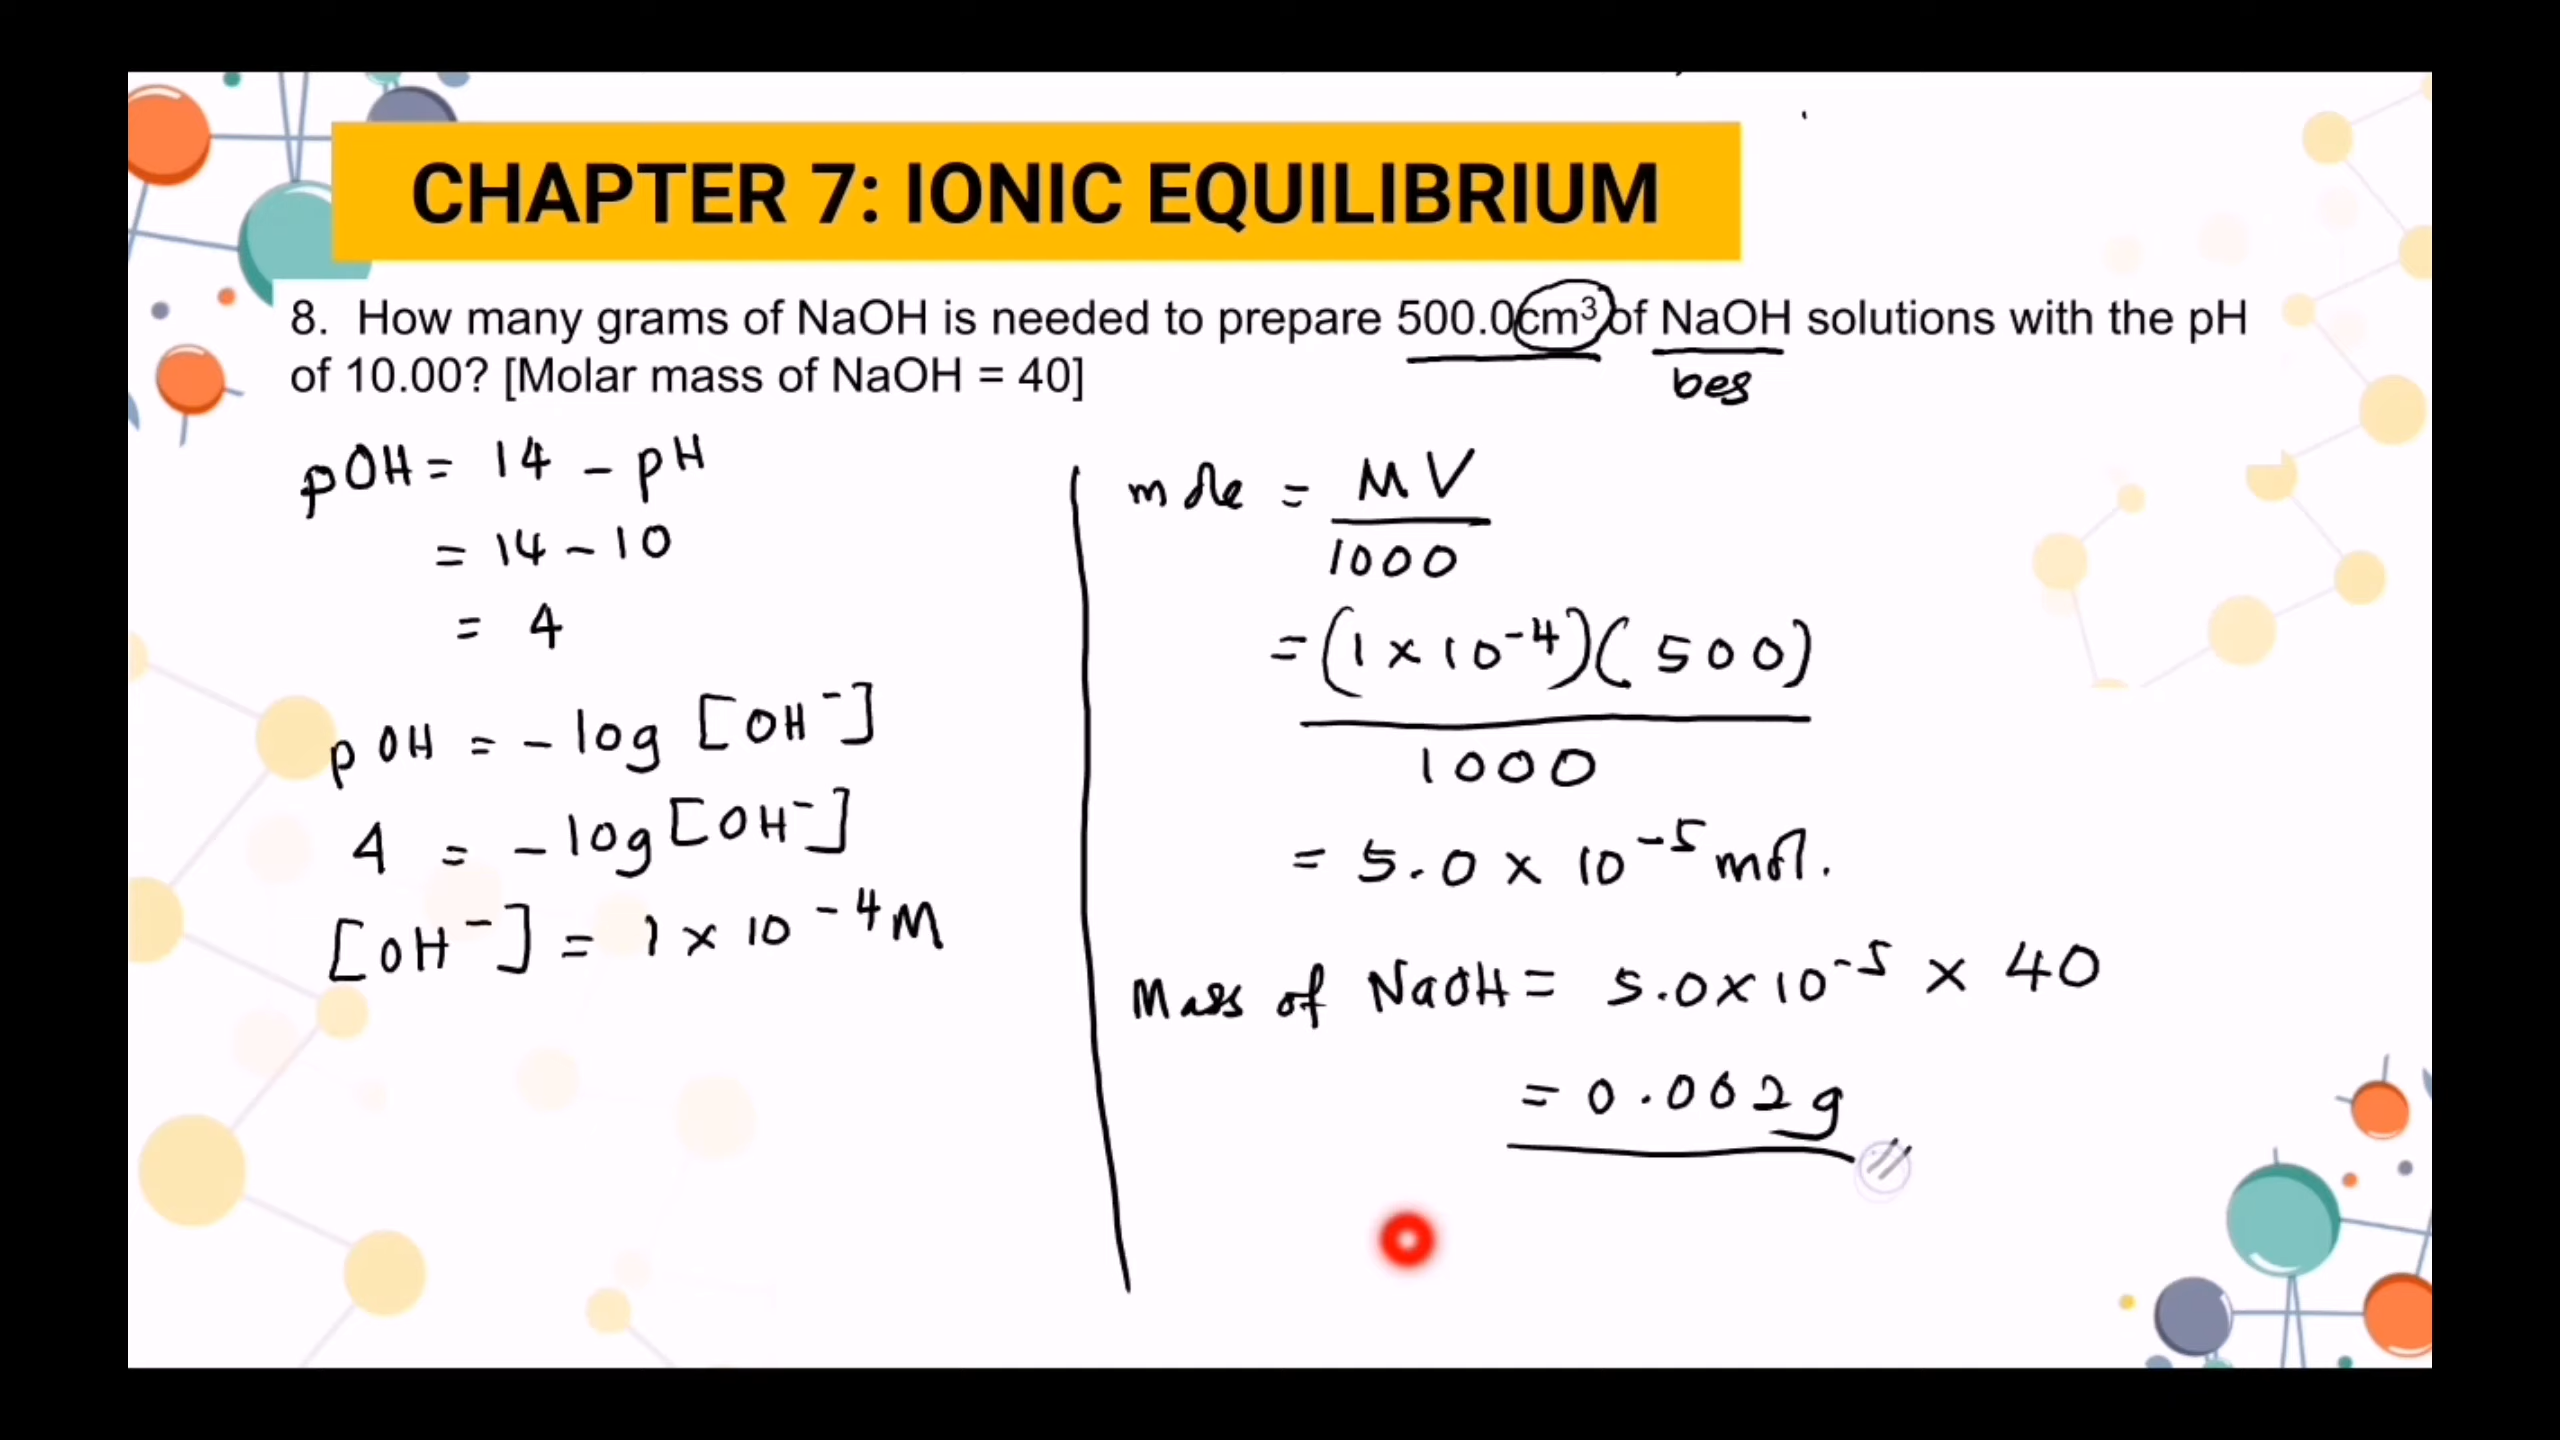 CHAPTER 7: IONIC EQUILIBRIUM
8. How many grams of NaOH is needed to prepare 500.0cm³ of NaOH solutions with the pH
of 10.00? [Molar mass of NaOH = 40]
bes
pOH = 14 - pH
= 14 - 10
= 4
pOH = - log [OH⁻]
4 = - log [OH⁻]
[OH⁻] = 1 x 10⁻⁴ M
mole = MV
1000
= (1 x 10⁻⁴)(500)
1000
= 5.0 x 10⁻⁵ mol.
Mass of NaOH = 5.0 x 10⁻⁵ x 40
= 0.002g